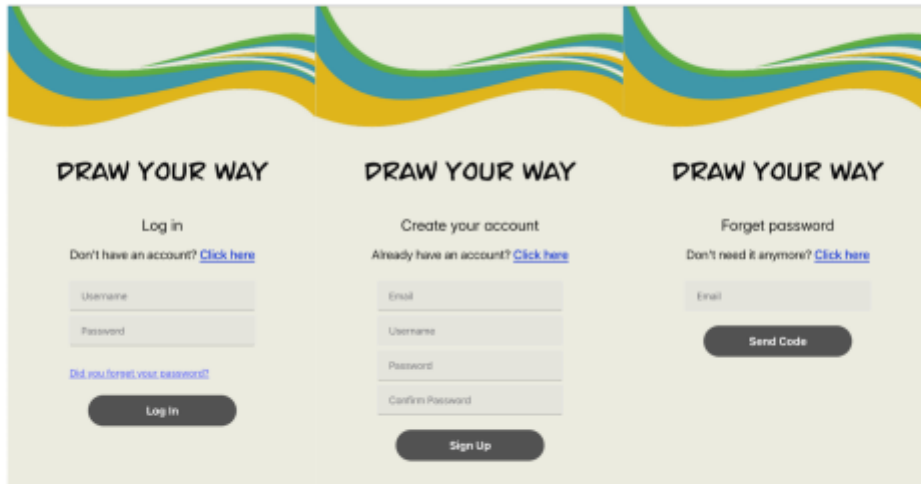 DRAW YOUR WAY
Log in
Don't have an account? Click here
Username
Password
Did you forget your password?
Log In
DRAW YOUR WAY
Create your account
Already have an account? Click here
Email
Username
Password
Confirm Password
Sign Up
DRAW YOUR WAY
Forget password
Don't need it anymore? Click here
Email
Send Code